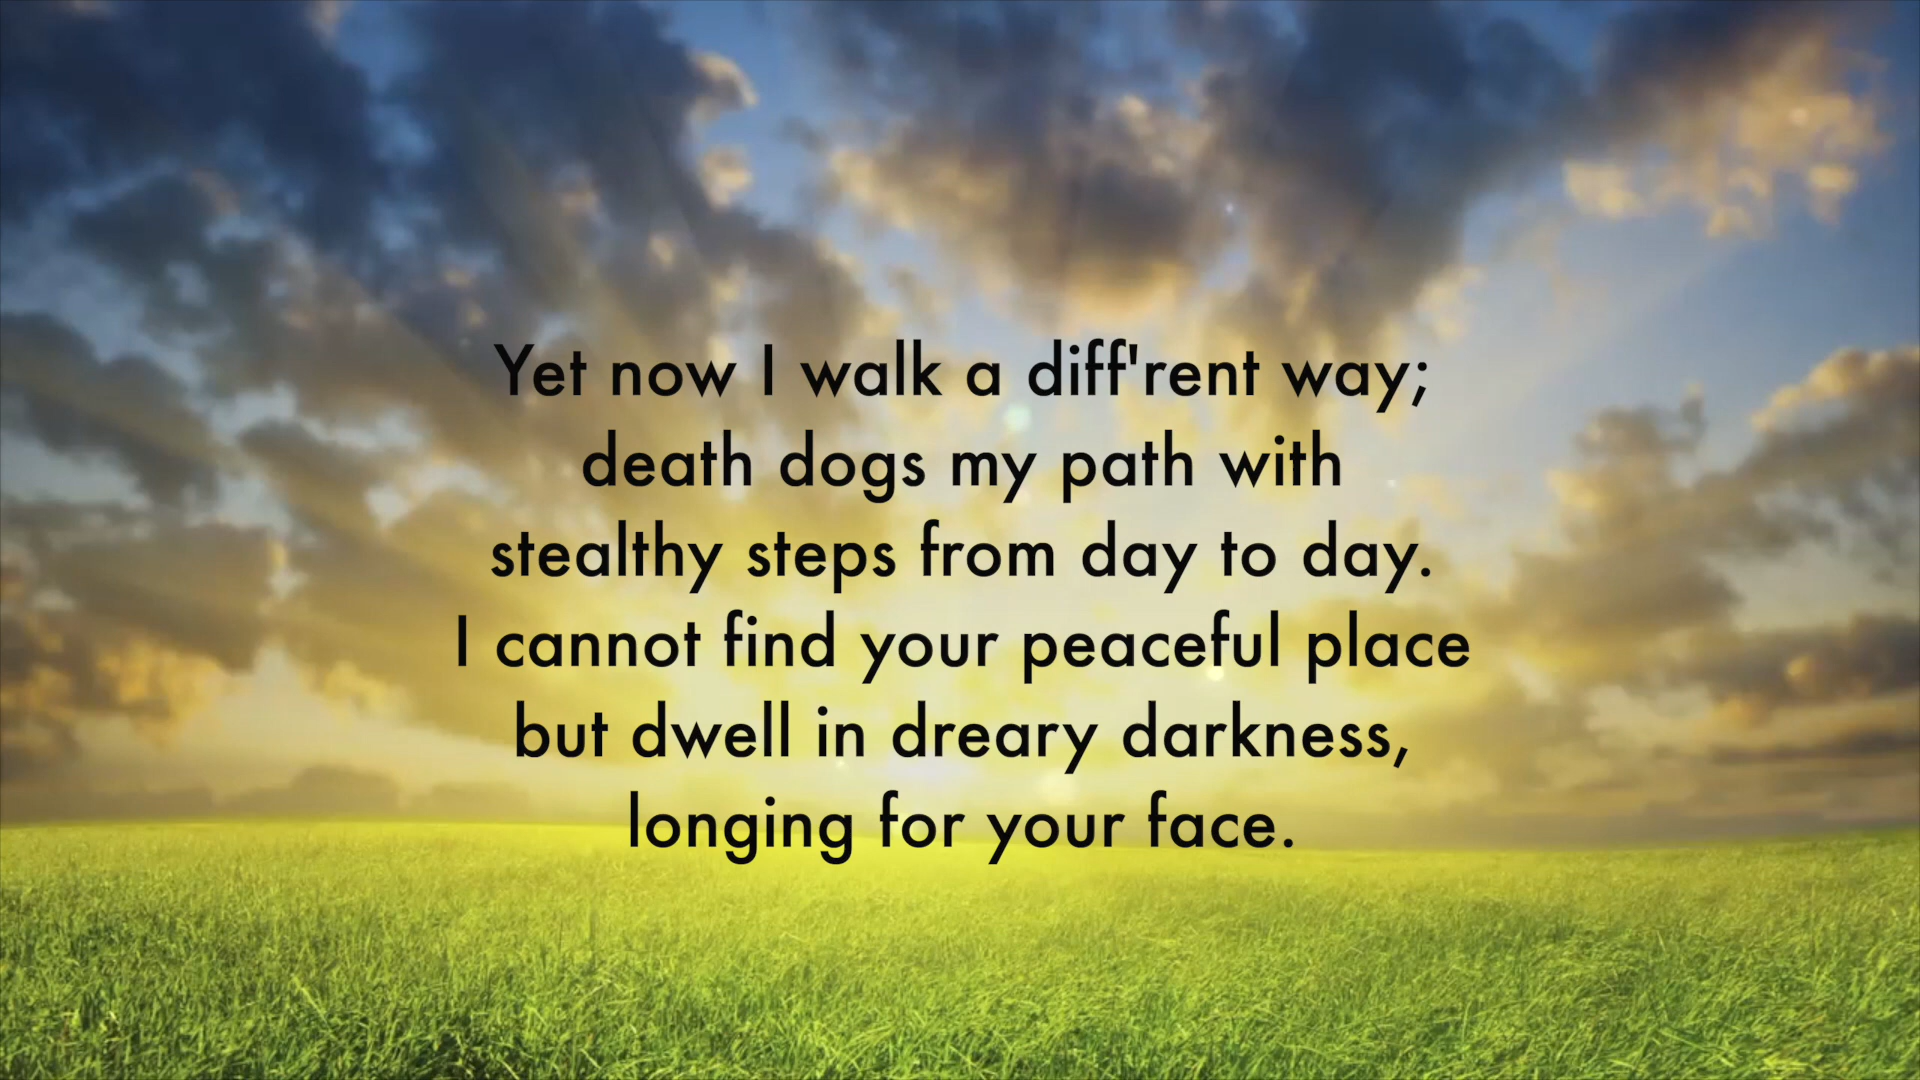 Yet now I walk a diff'rent way;
death dogs my path with
stealthy steps from day to day.
I cannot find your peaceful place
but dwell in dreary darkness,
longing for your face.